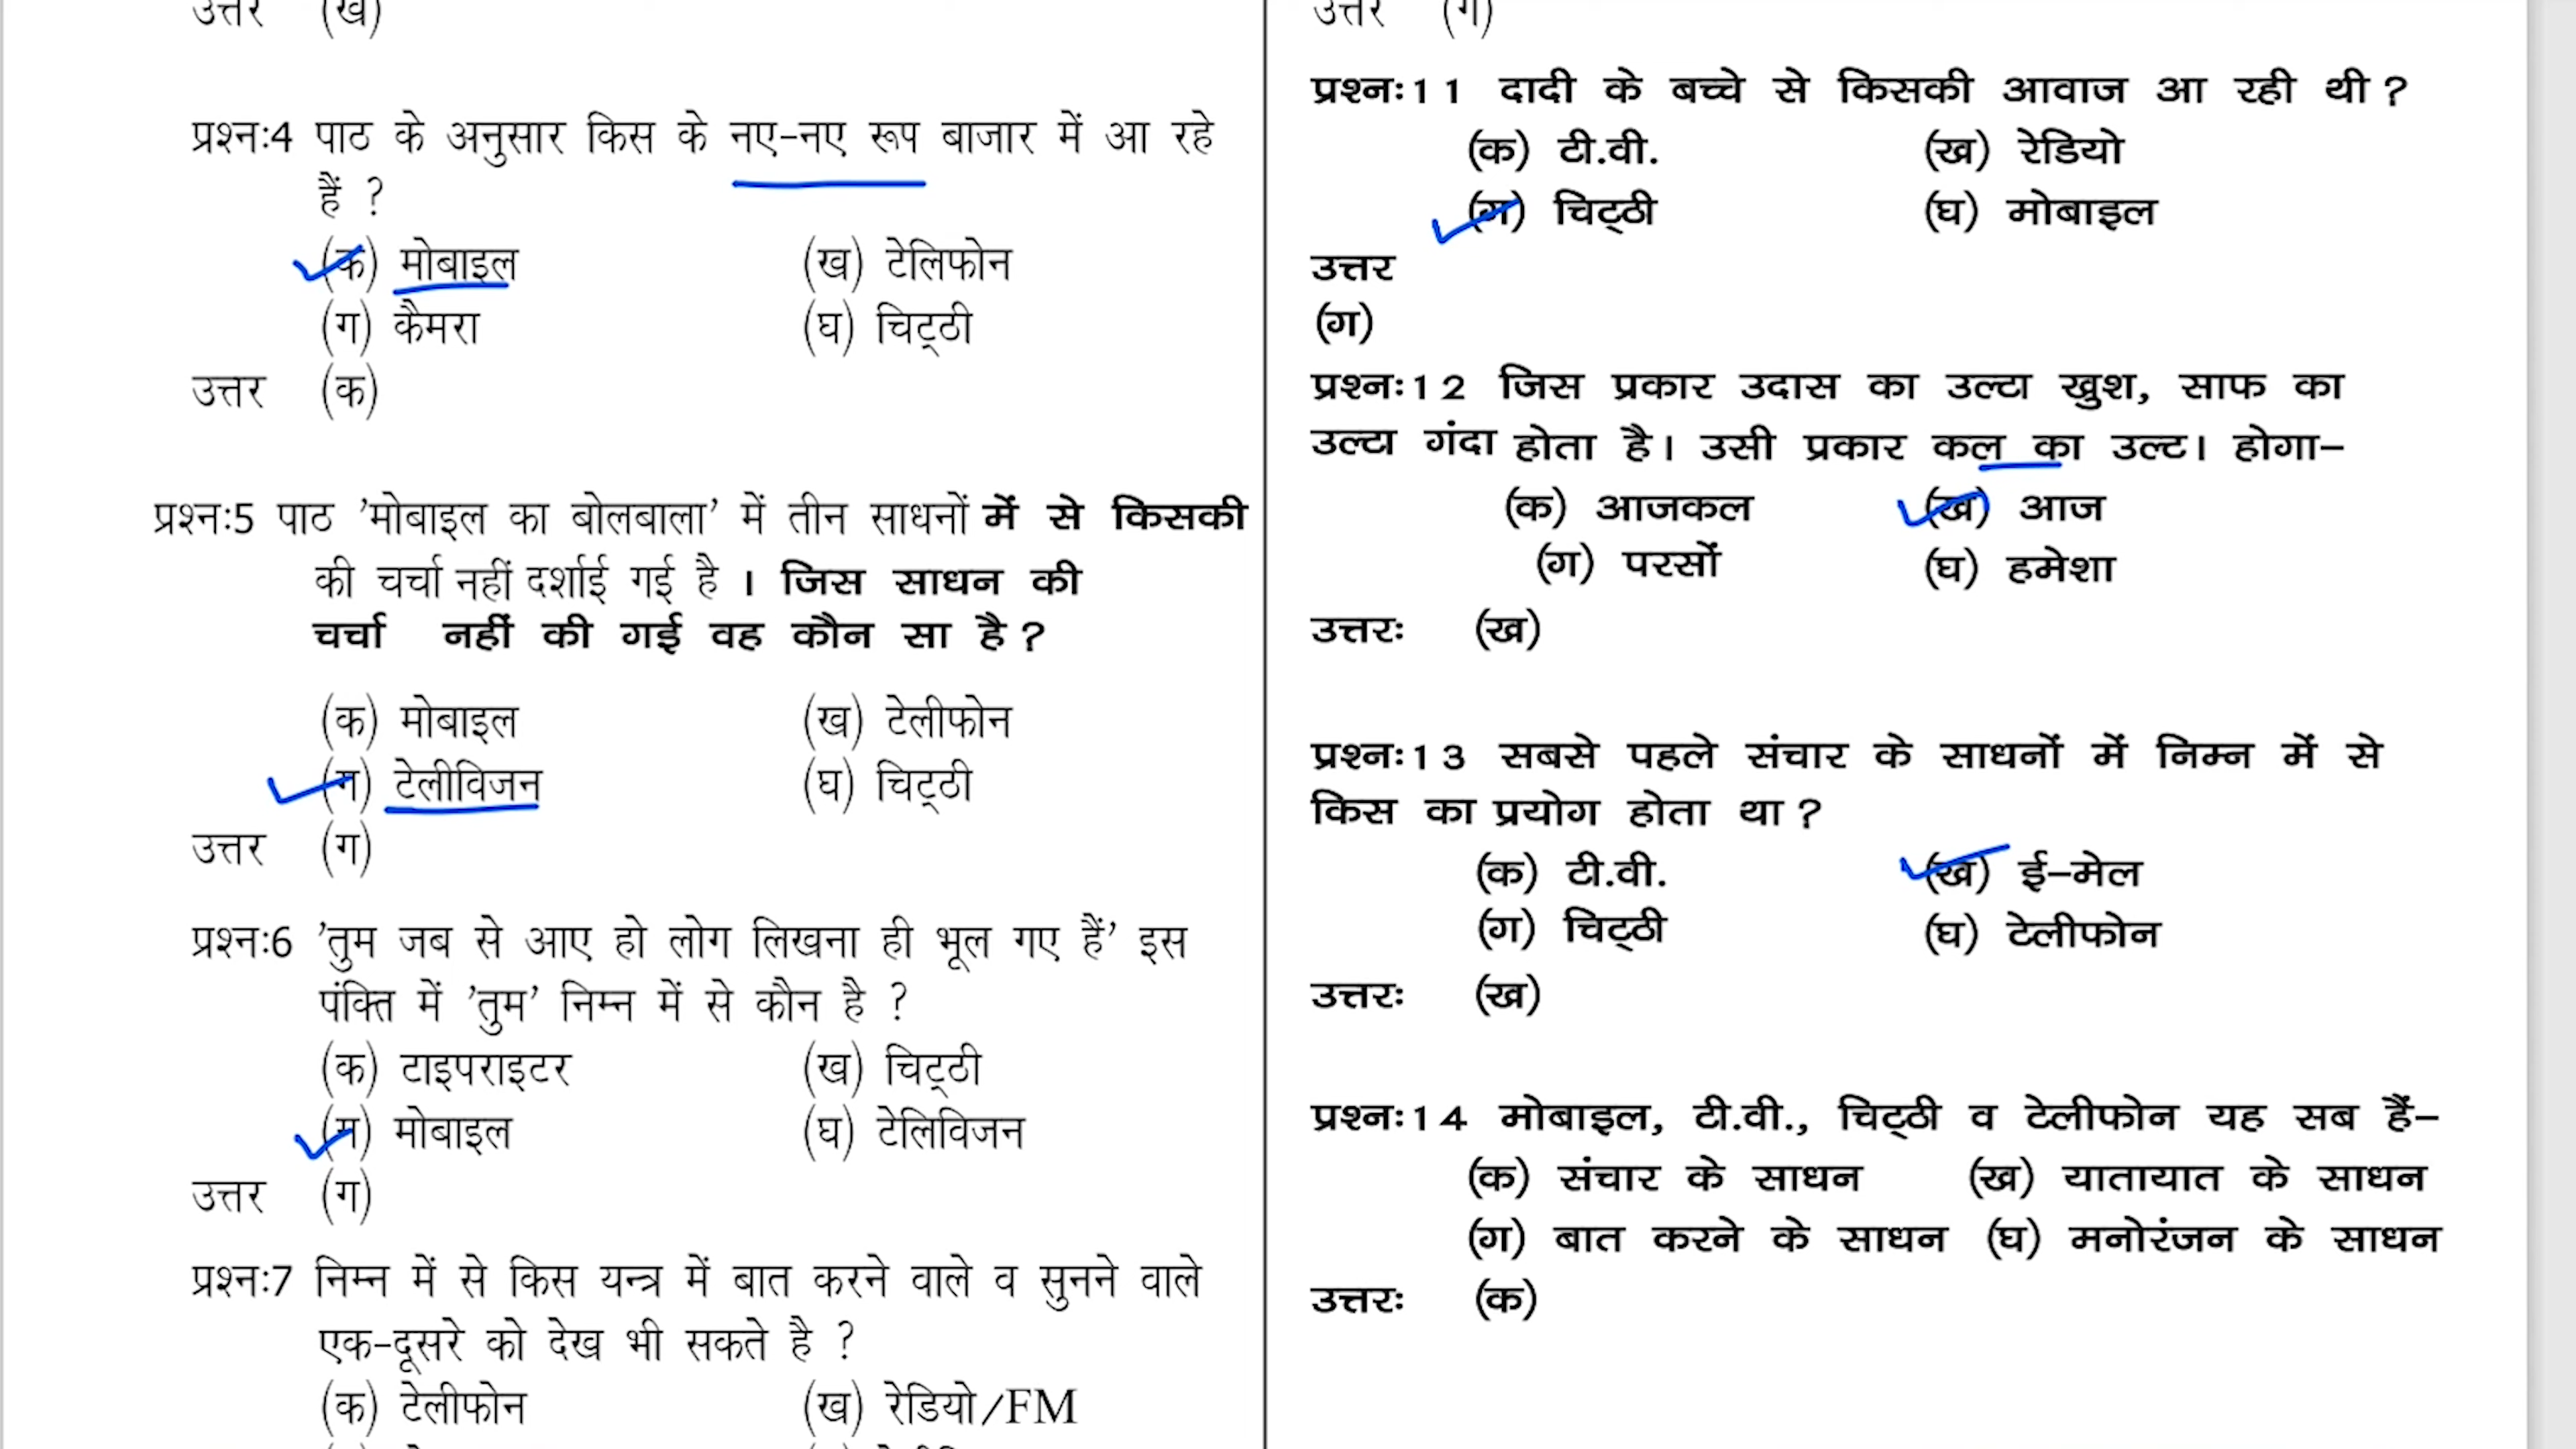 उत्तर (ख)
प्रश्नः4 पाठ के अनुसार किस के नए-नए रूप बाजार में आ रहे
हैं ?
(क) मोबाइल (ख) टेलिफोन
(ग) कैमरा (घ) चिट्ठी
उत्तर (क)
प्रश्नः5 पाठ ’मोबाइल का बोलबाला’ में तीन साधनों में से किसकी
की चर्चा नहीं दर्शाई गई है । जिस साधन की
चर्चा नहीं की गई वह कौन सा है ?
(क) मोबाइल (ख) टेलीफोन
(ग) टेलीविजन (घ) चिट्ठी
उत्तर (ग)
प्रश्नः6 ’तुम जब से आए हो लोग लिखना ही भूल गए हैं’ इस
पंक्ति में ’तुम’ निम्न में से कौन है ?
(क) टाइपराइटर (ख) चिट्ठी
(ग) मोबाइल (घ) टेलिविजन
उत्तर (ग)
प्रश्नः7 निम्न में से किस यन्त्र में बात करने वाले व सुनने वाले
एक-दूसरे को देख भी सकते है ?
(क) टेलीफोन (ख) रेडियो/FM
उत्तर (ग)
प्रश्नः11 दादी के बच्चे से किसकी आवाज आ रही थी ?
(क) टी.वी. (ख) रेडियो
(ग) चिट्ठी (घ) मोबाइल
उत्तर
(ग)
प्रश्नः12 जिस प्रकार उदास का उल्टा खुश, साफ का
उल्टा गंदा होता है। उसी प्रकार कल का उल्ट। होगा–
(क) आजकल (ख) आज
(ग) परसों (घ) हमेशा
उत्तरः (ख)
प्रश्नः13 सबसे पहले संचार के साधनों में निम्न में से
किस का प्रयोग होता था ?
(क) टी.वी. (ख) ई–मेल
(ग) चिट्ठी (घ) टेलीफोन
उत्तरः (ख)
प्रश्नः14 मोबाइल, टी.वी., चिट्ठी व टेलीफोन यह सब हैं–
(क) संचार के साधन (ख) यातायात के साधन
(ग) बात करने के साधन (घ) मनोरंजन के साधन
उत्तरः (क)